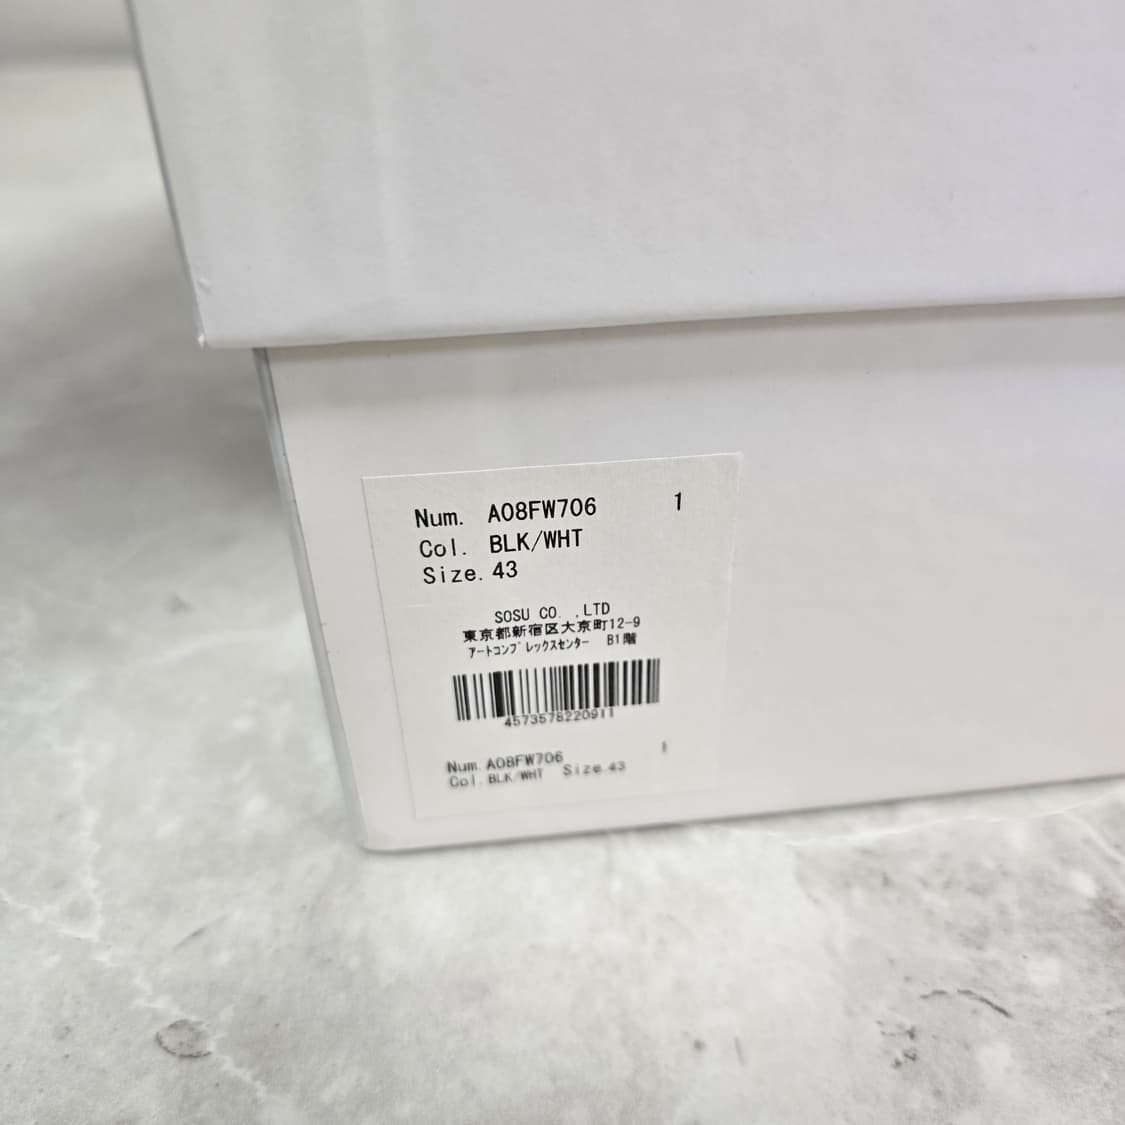 Num. A08FW706 1
Col. BLK/WHT
Size. 43
SOSU CO. ,LTD
東京都新宿区大京町12-9
アートコンプレックスセンター B1階
4573578220911
Num. A08FW706 1
Col. BLK/WHT Size. 43